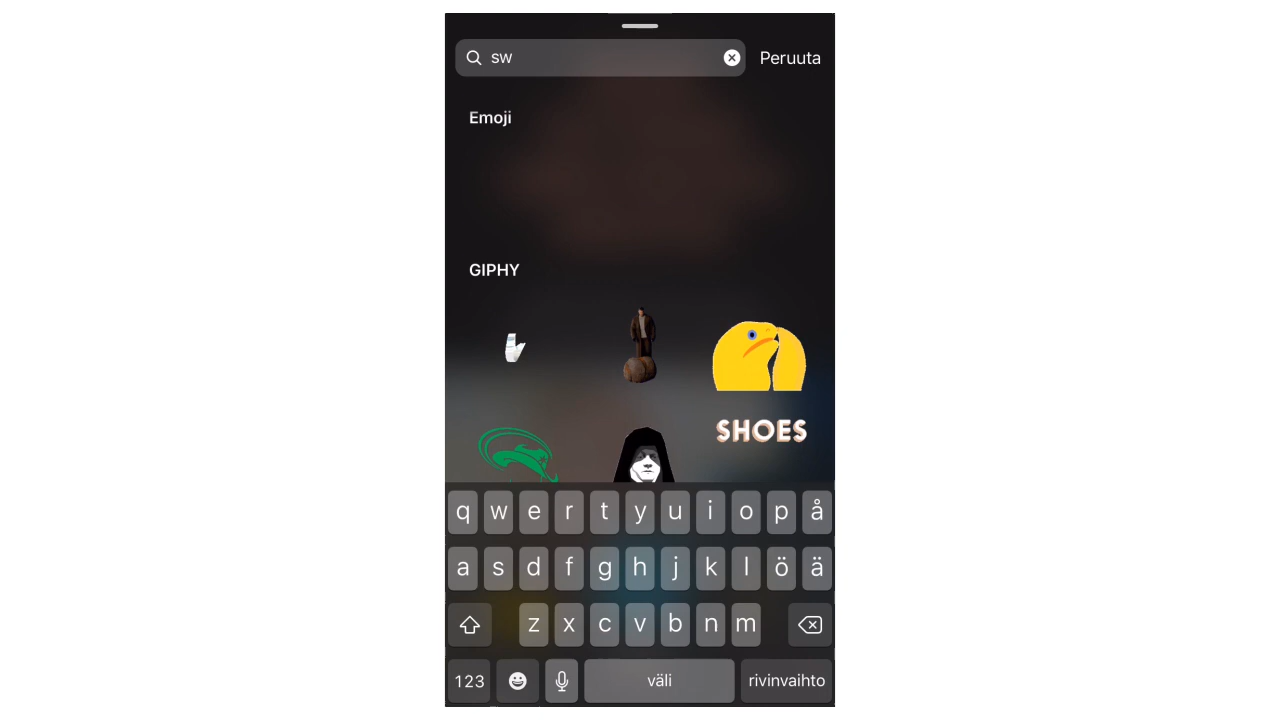 sw Peruuta
Emoji
GIPHY
SHOES
q w e r t y u i o p å
a s d f g h j k l ö ä
z x c v b n m
123 väli rivinvaihto